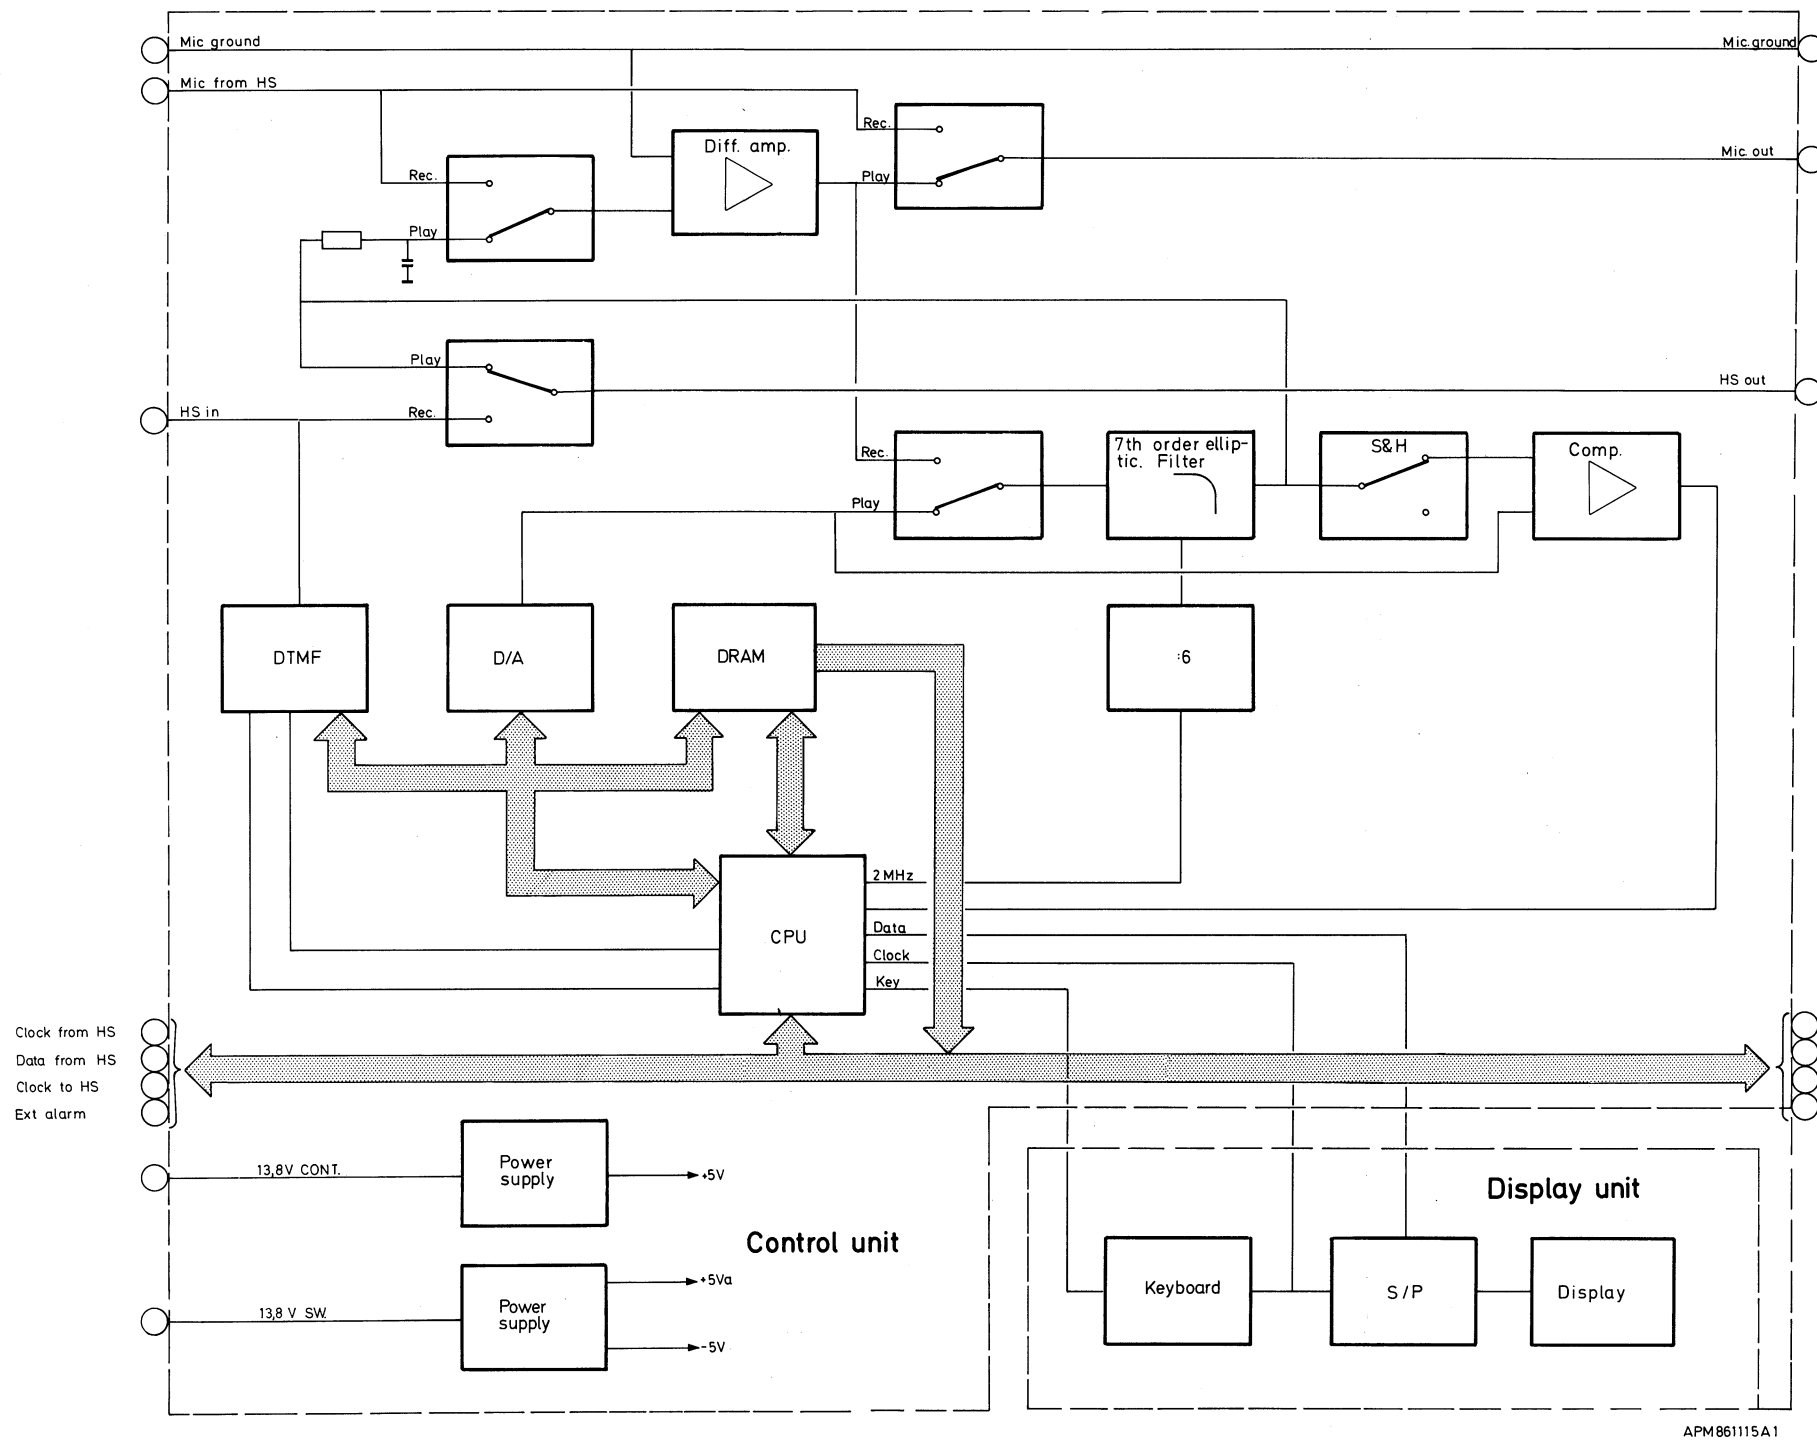 Mic ground
Mic. ground
Mic from HS
Rec.
Diff. amp.
Mic. out
Rec.
Play
Play
Play
HS out
HS in
Rec.
Rec.
7th order ellip-
tic. Filter
S&H
Comp.
Play
DTMF
D/A
DRAM
:6
2MHz
CPU
Data
Clock
Key
Clock from HS
Data from HS
Clock to HS
Ext alarm
13,8V CONT.
Power
supply
+5V
Display unit
Control unit
13,8 V SW.
Power
supply
+5Va
-5V
Keyboard
S/P
Display
APM861115A1